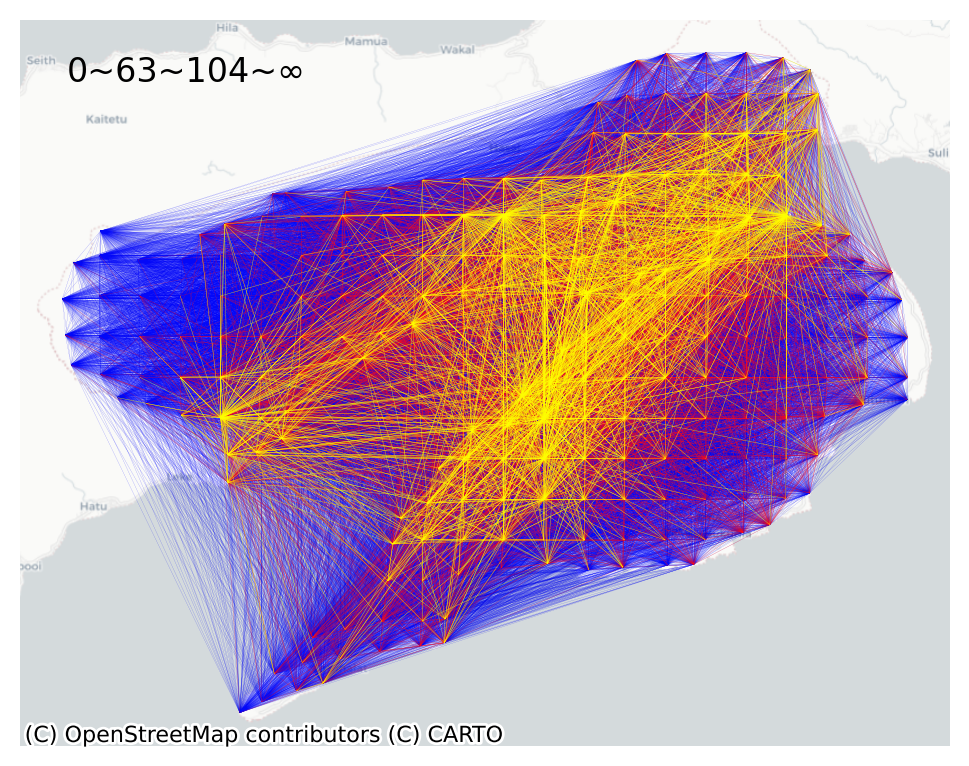 Hila
Mamua
Wakal
Seith
0~63~104~∞
Kaitetu
Suli
Hatu
(C) OpenStreetMap contributors (C) CARTO